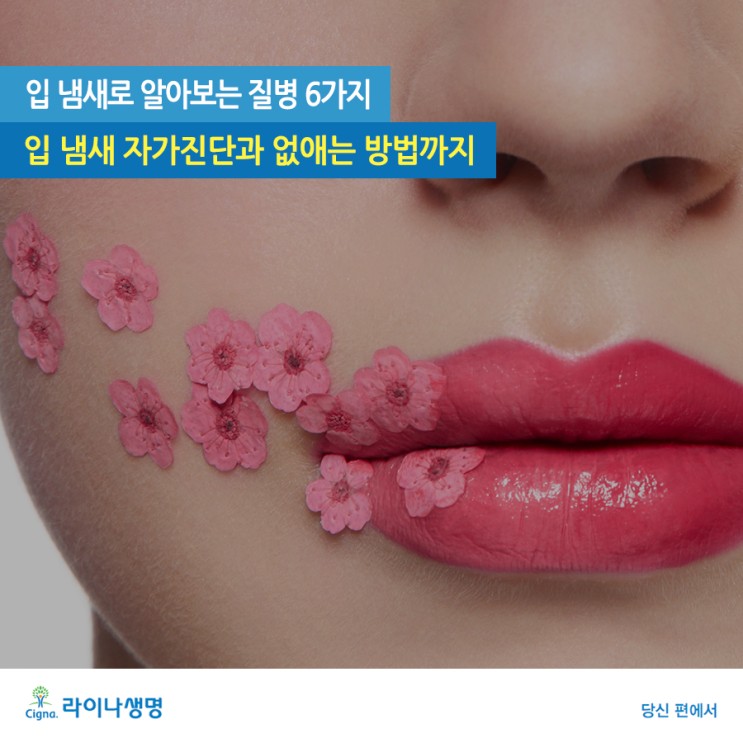 입 냄새로 알아보는 질병 6가지
입 냄새 자가진단과 없애는 방법까지
Cigna. 라이나생명
당신 편에서